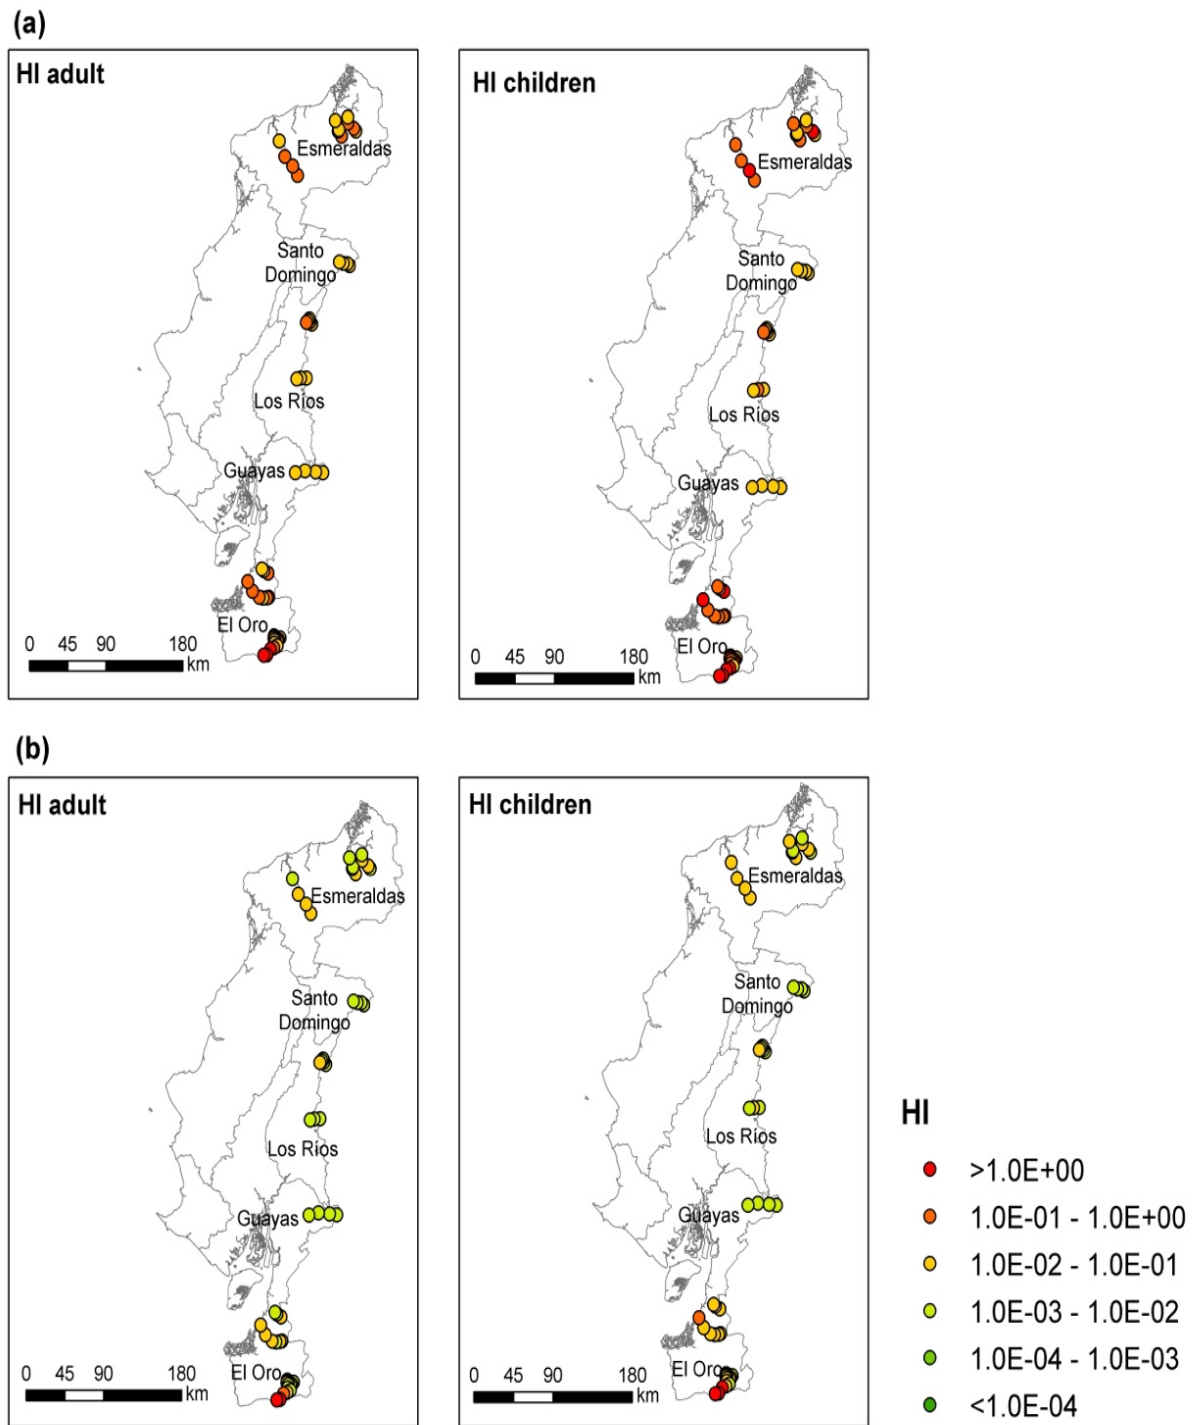 (a)
HI adult
Esmeraldas
Santo
Domingo
Los Ríos
Guayas
El Oro
0 45 90 180
km
HI children
Esmeraldas
Santo
Domingo
Los Ríos
Guayas
El Oro
0 45 90 180
km
(b)
HI adult
Esmeraldas
Santo
Domingo
Los Ríos
Guayas
El Oro
0 45 90 180
km
HI children
Esmeraldas
Santo
Domingo
Los Ríos
Guayas
El Oro
0 45 90 180
km
HI
>1.0E+00
1.0E-01 - 1.0E+00
1.0E-02 - 1.0E-01
1.0E-03 - 1.0E-02
1.0E-04 - 1.0E-03
<1.0E-04